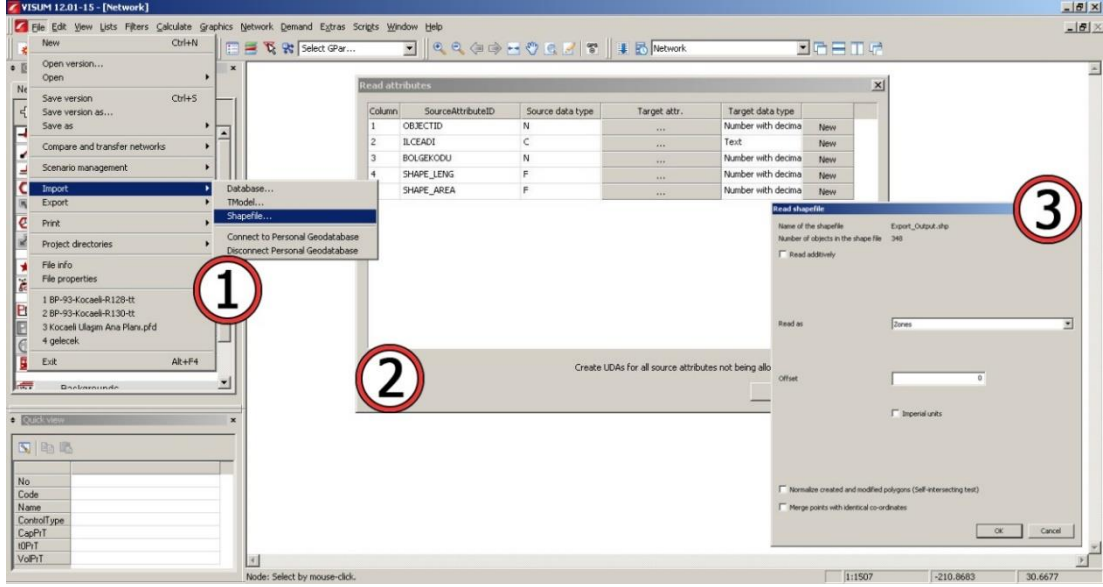 VISUM 12.01-15 - [Network]
File Edit View Lists Filters Calculate Graphics Network Demand Extras Scripts Window Help
Select GPar...
Network
New Ctrl+N
Open version...
Open
Save version Ctrl+S
Save version as...
Save as
Compare and transfer networks
Scenario management
Import
Export
Print
Project directories
File info
File properties
1 BP-93-Kocaeli-R128-tt
2 BP-93-Kocaeli-R130-tt
3 Kocaeli Ulaşım Ana Planı.pfd
4 gelecek
Exit Alt+F4
Backgrounds
Database...
TModel...
Shapefile...
Connect to Personal Geodatabase
Disconnect Personal Geodatabase
1
Read attributes
Column SourceAttributeID Source data type Target attr. Target data type
1 OBJECTID N ... Number with decima New
2 ILCEADI C ... Text New
3 BOLGEKODU N ... Number with decima New
4 SHAPE_LENG F ... Number with decima New
SHAPE_AREA F ... Number with decima New
Create UDAs for all source attributes not being allo
2
Read shapefile
3
Name of the shapefile Export_Output.shp
Number of objects in the shape file 348
Read additively
Read as Zones
Offset 0
Imperial units
Normalize created and modified polygons (Self-intersecting test)
Merge points with identical co-ordinates
OK Cancel
Quick view
No
Code
Name
ControlType
CapPrT
t0PrT
VolPrT
Node: Select by mouse-click. 1:1507 -210.8683 30.6677